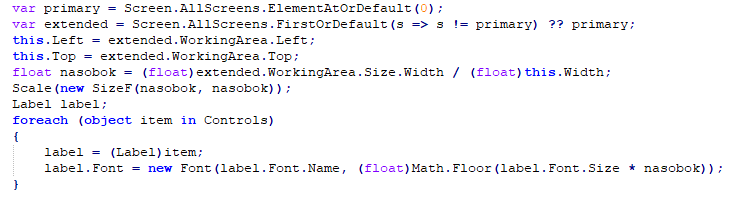 var primary = Screen.AllScreens.ElementAtOrDefault(0);
var extended = Screen.AllScreens.FirstOrDefault(s => s != primary) ?? primary;
this.Left = extended.WorkingArea.Left;
this.Top = extended.WorkingArea.Top;
float nasobok = (float)extended.WorkingArea.Size.Width / (float)this.Width;
Scale(new SizeF(nasobok, nasobok));
Label label;
foreach (object item in Controls)
{
    label = (Label)item;
    label.Font = new Font(label.Font.Name, (float)Math.Floor(label.Font.Size * nasobok));
}